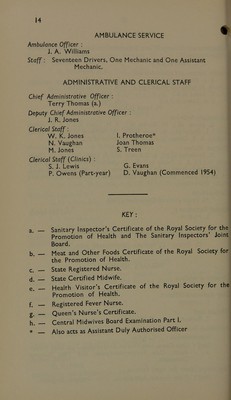 14
AMBULANCE SERVICE
Ambulance Officer :
J. A. Williams
Staff : Seventeen Drivers, One Mechanic and One Assistant
Mechanic.
ADMINISTRATIVE AND CLERICAL STAFF
Chief Administrative Officer :
Terry Thomas (a.)
Deputy Chief Administrative Officer :
J. R. Jones
Clerical Staff :
W. K. Jones I. Protheroe*
N. Vaughan Joan Thomas
M. Jones S. Treen
Clerical Staff (Clinics) :
S. J. Lewis G. Evans
P. Owens (Part-year) D. Vaughan (Commenced 1954)
KEY :
a. — Sanitary Inspector's Certificate of the Royal Society for the
Promotion of Health and The Sanitary Inspectors' Joint
Board.
b. — Meat and Other Foods Certificate of the Royal Society for
the Promotion of Health.
c. — State Registered Nurse.
d. — State Certified Midwife.
e. — Health Visitor's Certificate of the Royal Society for the
Promotion of Health.
f. — Registered Fever Nurse.
g. — Queen's Nurse's Certificate.
h. — Central Midwives Board Examination Part I.
* — Also acts as Assistant Duly Authorised Officer